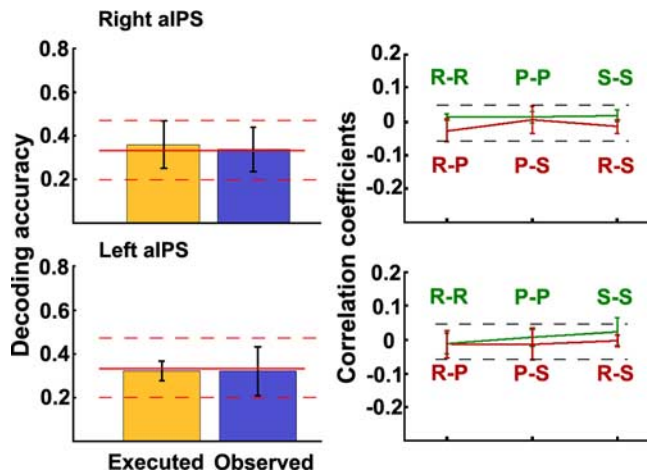 Right aIPS
Decoding accuracy
0.8
0.6
0.4
0.2
Correlation coefficients
0.2
0.1
0
-0.1
-0.2
R-R P-P S-S
R-P P-S R-S
Left aIPS
0.8
0.6
0.4
0.2
Executed Observed
0.2
0.1
0
-0.1
-0.2
R-R P-P S-S
R-P P-S R-S